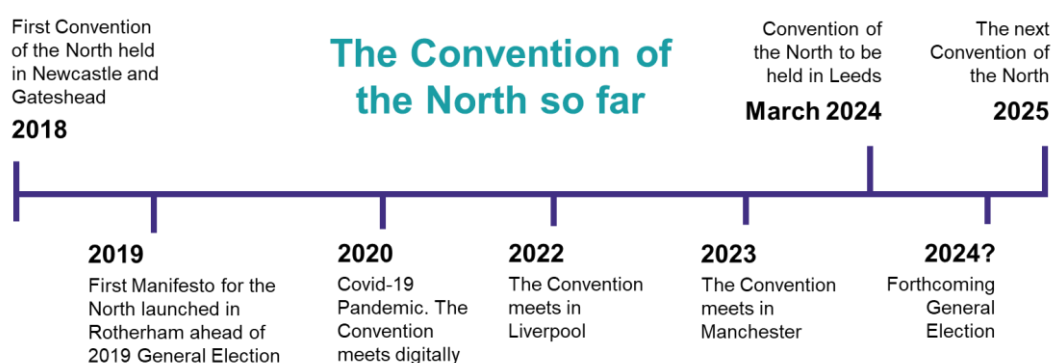 First Convention
of the North held
in Newcastle and
Gateshead
2018
The Convention of
the North so far
Convention of
the North to be
held in Leeds
March 2024
The next
Convention of
the North
2025
2019
First Manifesto for the
North launched in
Rotherham ahead of
2019 General Election
2020
Covid-19
Pandemic. The
Convention
meets digitally
2022
The Convention
meets in
Liverpool
2023
The Convention
meets in
Manchester
2024?
Forthcoming
General
Election